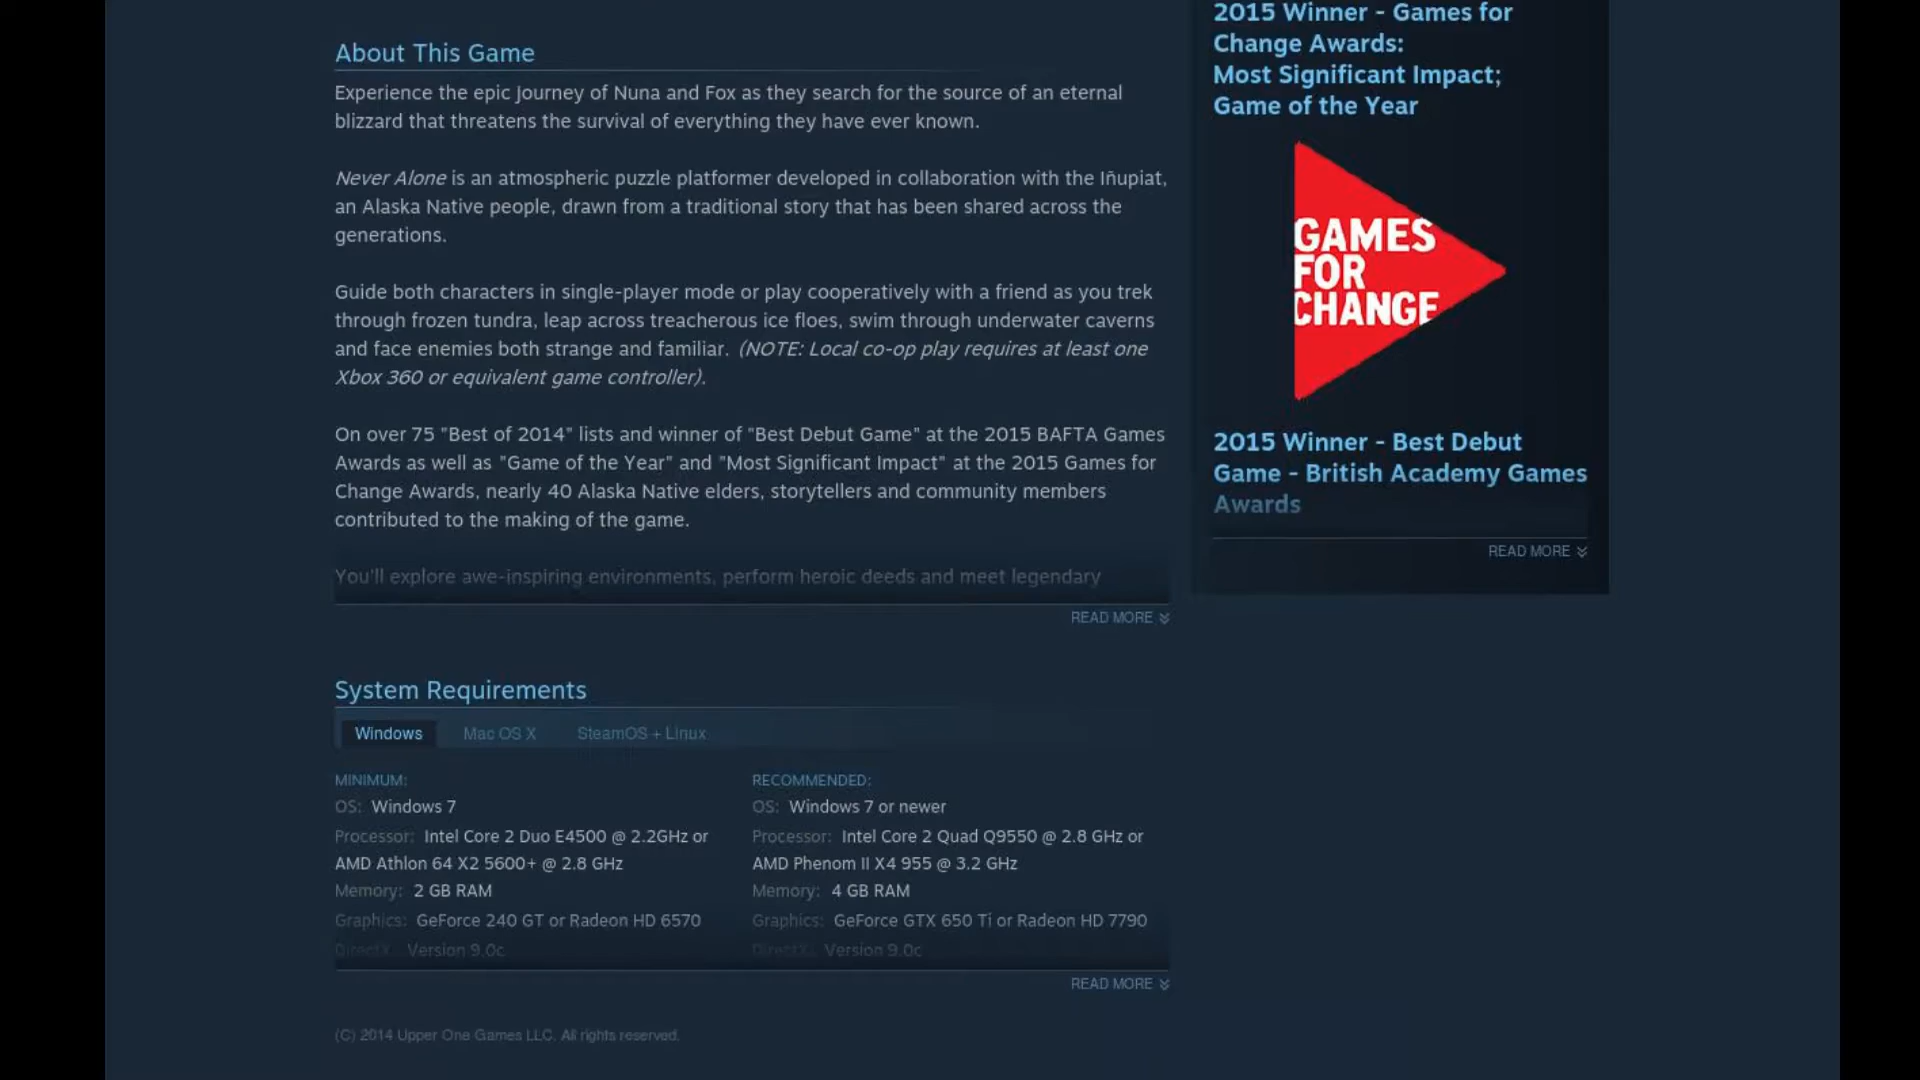 About This Game
Experience the epic Journey of Nuna and Fox as they search for the source of an eternal
blizzard that threatens the survival of everything they have ever known.
Never Alone is an atmospheric puzzle platformer developed in collaboration with the Iñupiat,
an Alaska Native people, drawn from a traditional story that has been shared across the
generations.
Guide both characters in single-player mode or play cooperatively with a friend as you trek
through frozen tundra, leap across treacherous ice floes, swim through underwater caverns
and face enemies both strange and familiar. (NOTE: Local co-op play requires at least one
Xbox 360 or equivalent game controller).
On over 75 "Best of 2014" lists and winner of "Best Debut Game" at the 2015 BAFTA Games
Awards as well as "Game of the Year" and "Most Significant Impact" at the 2015 Games for
Change Awards, nearly 40 Alaska Native elders, storytellers and community members
contributed to the making of the game.
You'll explore awe-inspiring environments, perform heroic deeds and meet legendary
READ MORE
System Requirements
Windows
Mac OS X
SteamOS + Linux
MINIMUM:
OS: Windows 7
Processor: Intel Core 2 Duo E4500 @ 2.2GHz or
AMD Athlon 64 X2 5600+ @ 2.8 GHz
Memory: 2 GB RAM
Graphics: GeForce 240 GT or Radeon HD 6570
DirectX: Version 9.0c
RECOMMENDED:
OS: Windows 7 or newer
Processor: Intel Core 2 Quad Q9550 @ 2.8 GHz or
AMD Phenom II X4 955 @ 3.2 GHz
Memory: 4 GB RAM
Graphics: GeForce GTX 650 Ti or Radeon HD 7790
DirectX: Version 9.0c
READ MORE
(C) 2014 Upper One Games LLC. All rights reserved.
2015 Winner - Games for
Change Awards:
Most Significant Impact;
Game of the Year
GAMES
FOR
CHANGE
2015 Winner - Best Debut
Game - British Academy Games
Awards
READ MORE